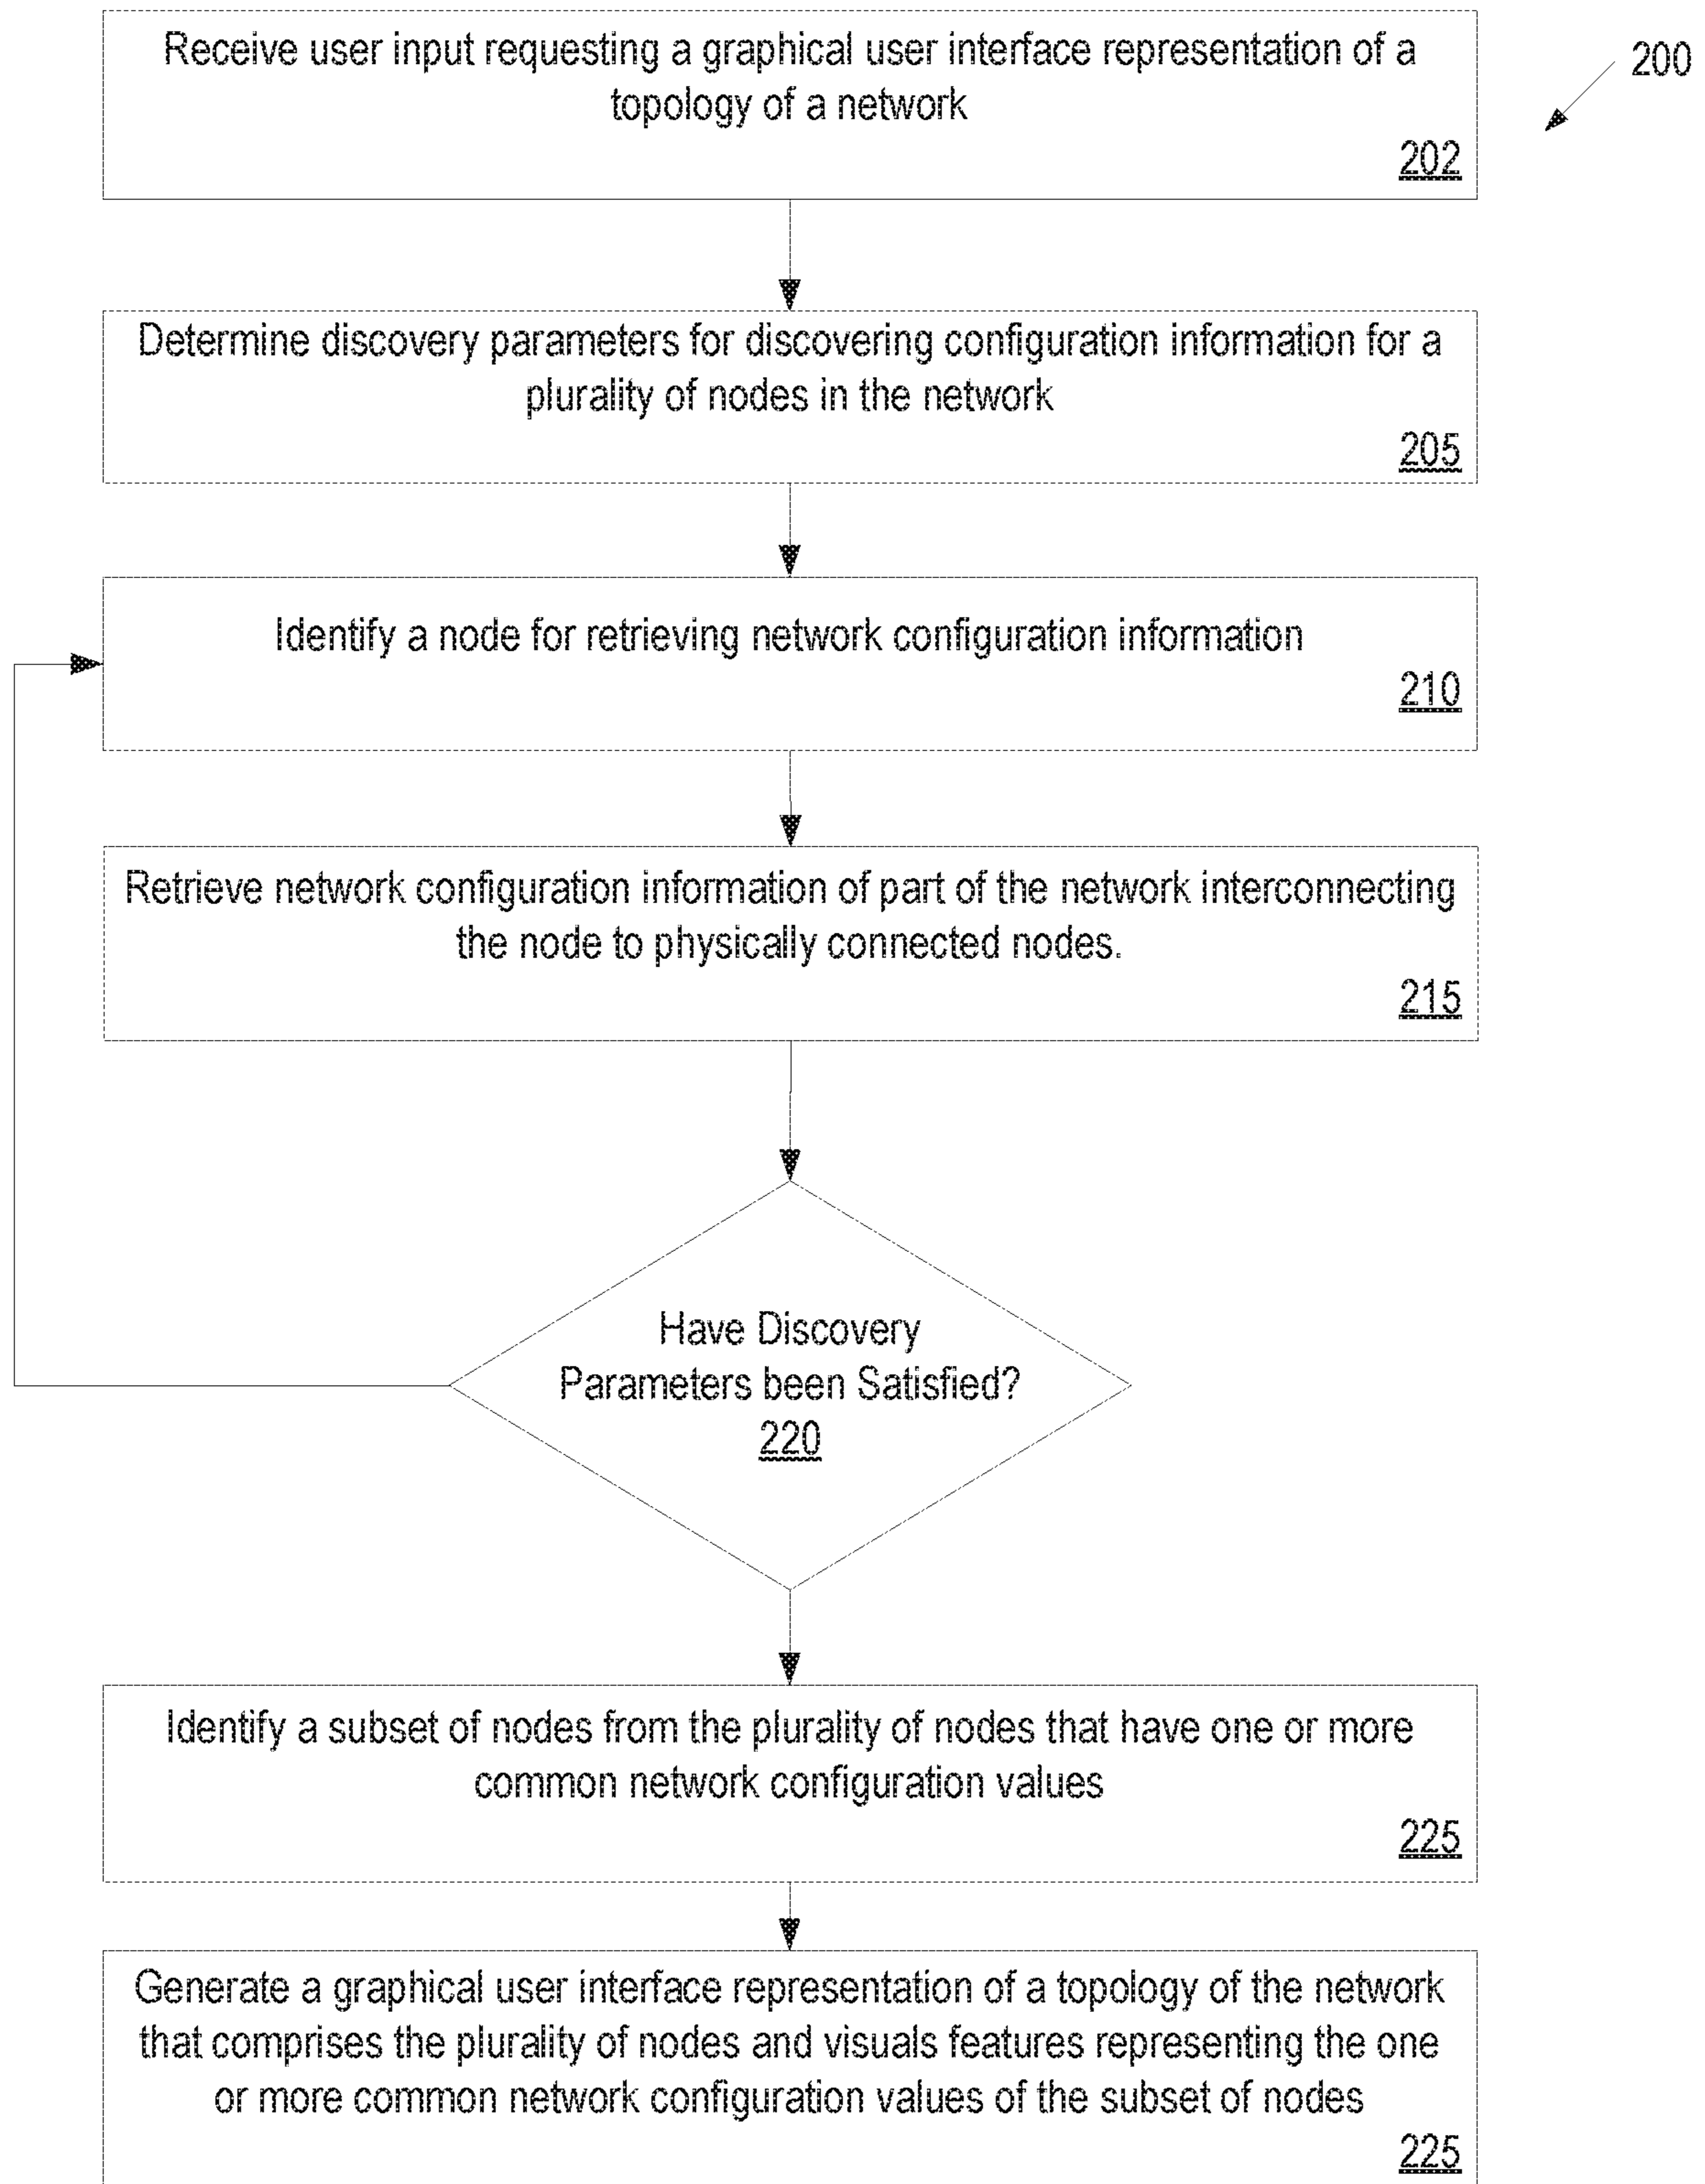 Receive user input requesting a graphical user interface representation of a
topology of a network
202
200
Determine discovery parameters for discovering configuration information for a
plurality of nodes in the network
205
Identify a node for retrieving network configuration information
210
Retrieve network configuration information of part of the network interconnecting
the node to physically connected nodes.
215
Have Discovery
Parameters been Satisfied?
220
Identify a subset of nodes from the plurality of nodes that have one or more
common network configuration values
225
Generate a graphical user interface representation of a topology of the network
that comprises the plurality of nodes and visuals features representing the one
or more common network configuration values of the subset of nodes
225